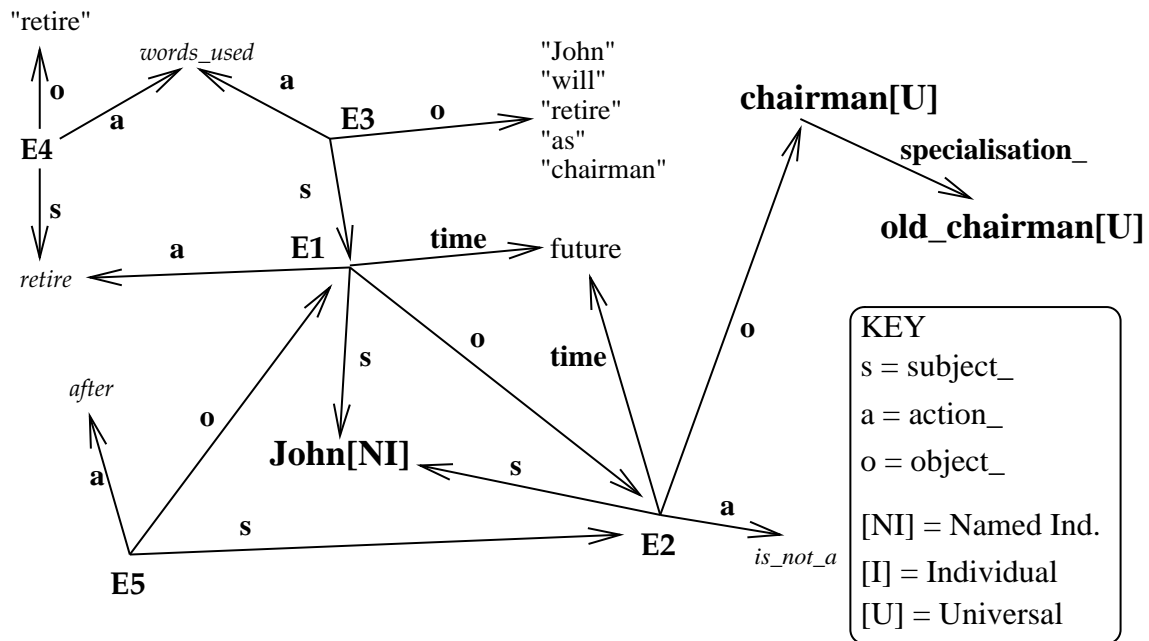 "retire"
words_used
"John"
"will"
"retire"
"as"
"chairman"
chairman[U]
o
a
a
E3
o
E4
specialisation_
s
s
old_chairman[U]
E1
time
future
a
retire
o
time
o
s
after
o
John[NI]
s
a
s
a
E2
is_not_a
E5
KEY
s = subject_
a = action_
o = object_
[NI] = Named Ind.
[I] = Individual
[U] = Universal